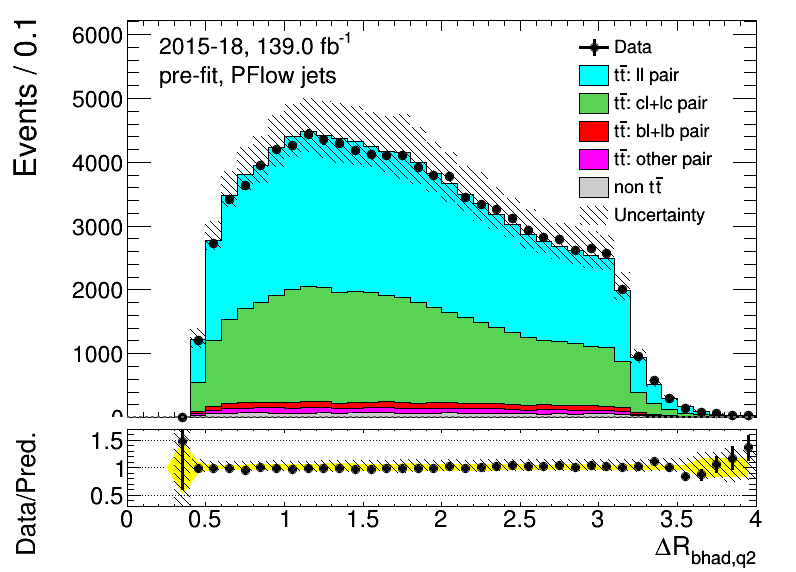 Events / 0.1
6000
5000
4000
3000
2000
1000
0
2015-18, 139.0 fb⁻¹
pre-fit, PFlow jets
Data
tt̄: ll pair
tt̄: cl+lc pair
tt̄: bl+lb pair
tt̄: other pair
non tt̄
Uncertainty
Data/Pred.
1.5
1
0.5
0 0.5 1 1.5 2 2.5 3 3.5 4
ΔR_bhad,q2